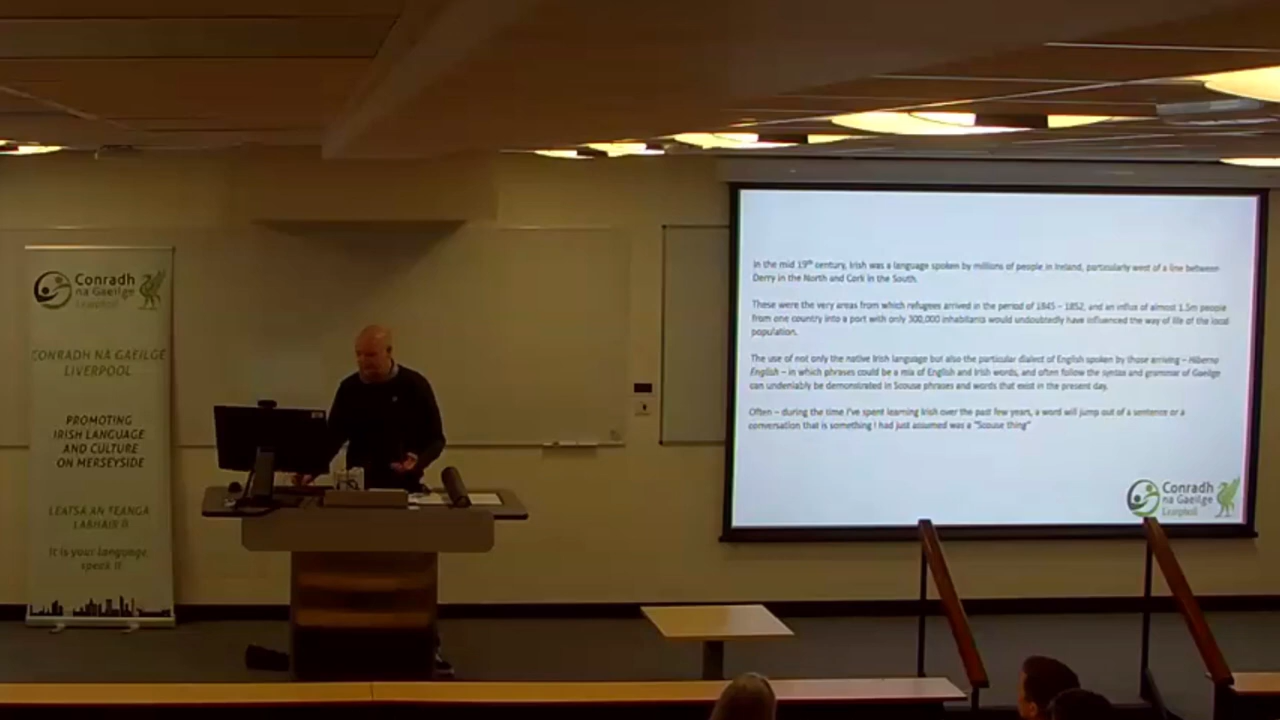 Conradh
na Gaeilge
Liverpool
CONRADH NA GAEILGE
LIVERPOOL
PROMOTING
IRISH LANGUAGE
AND CULTURE
ON MERSEYSIDE
LEATSA AN TEANGA
LABHAIR Í
It is your language
speak it
In the mid 19th century, Irish was a language spoken by millions of people in Ireland, particularly west of a line between
Derry in the North and Cork in the South.
These were the very areas from which refugees arrived in the period of 1845 – 1852, and an influx of almost 1.5m people
from one country into a port with only 300,000 inhabitants would undoubtedly have influenced the way of life of the local
population.
The use of not only the native Irish language but also the particular dialect of English spoken by those arriving – Hiberno
English – in which phrases could be a mix of English and Irish words, and often follow the syntax and grammar of Gaeilge
can undeniably be demonstrated in Scouse phrases and words that exist in the present day.
Often – during the time I've spent learning Irish over the past few years, a word will jump out of a sentence or a
conversation that is something I had just assumed was a "Scouse thing"
Conradh
na Gaeilge
Liverpool